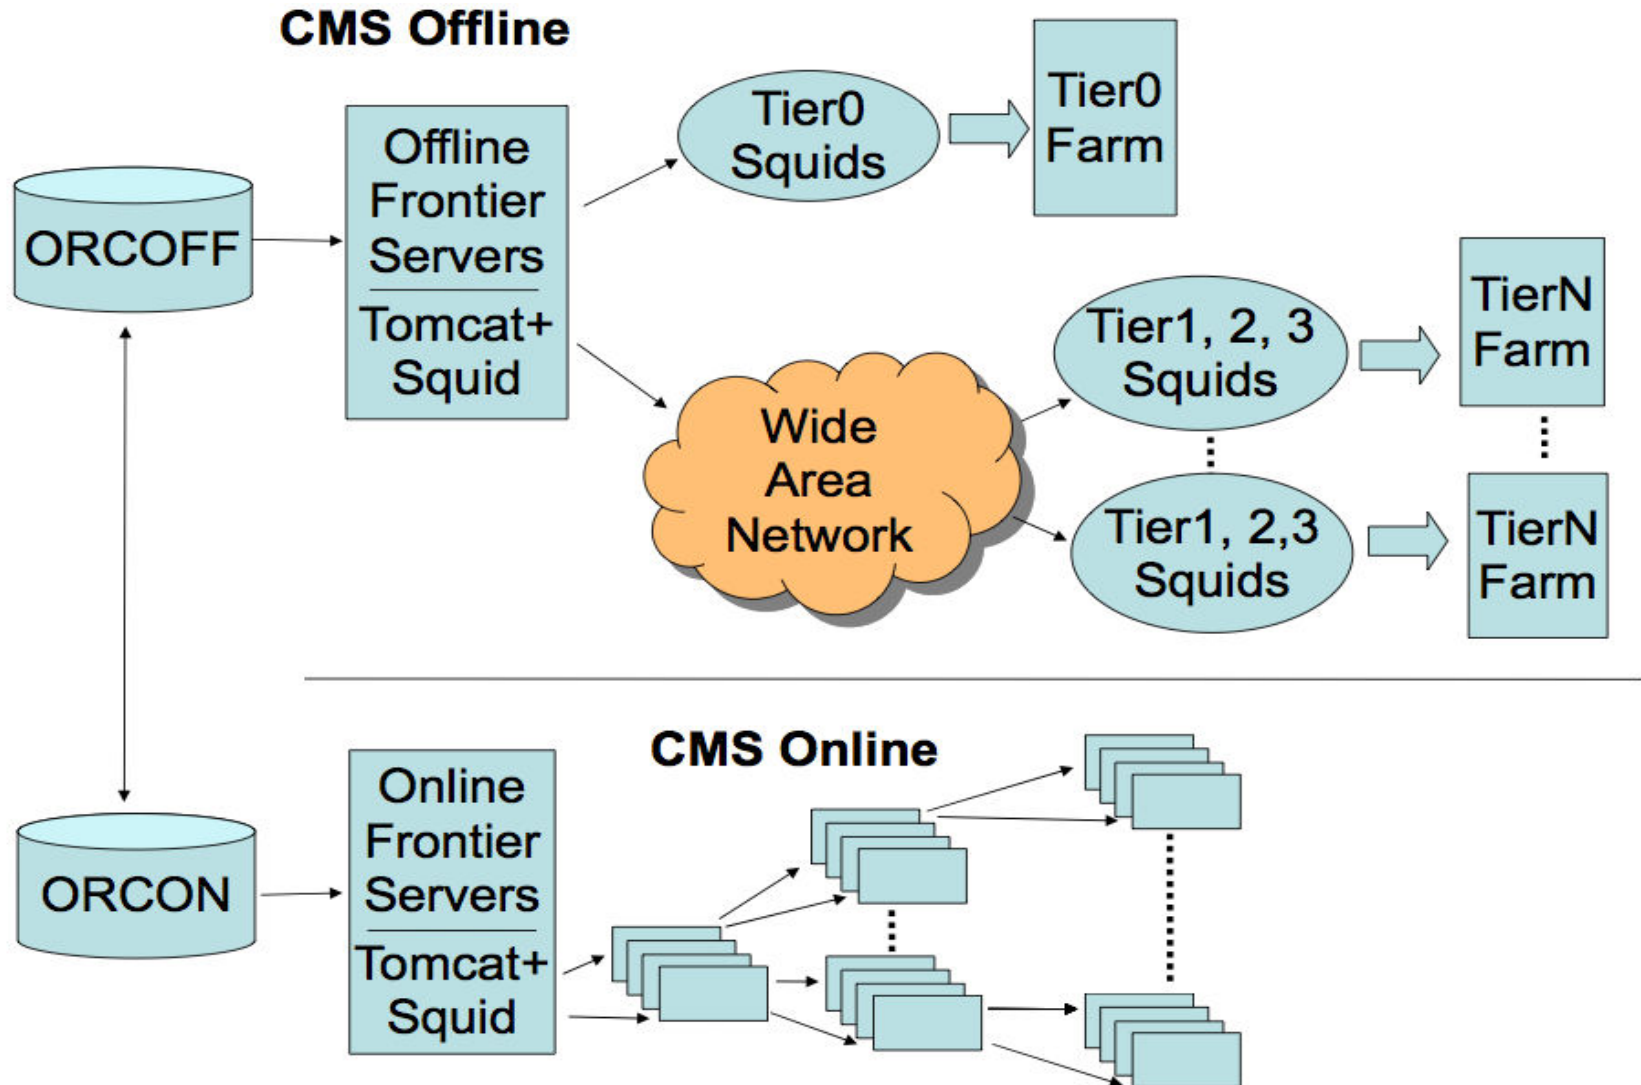 CMS Offline
ORCOFF
Offline
Frontier
Servers
Tomcat+
Squid
Tier0
Squids
Tier0
Farm
Wide
Area
Network
Tier1, 2, 3
Squids
TierN
Farm
Tier1, 2,3
Squids
TierN
Farm
CMS Online
ORCON
Online
Frontier
Servers
Tomcat+
Squid